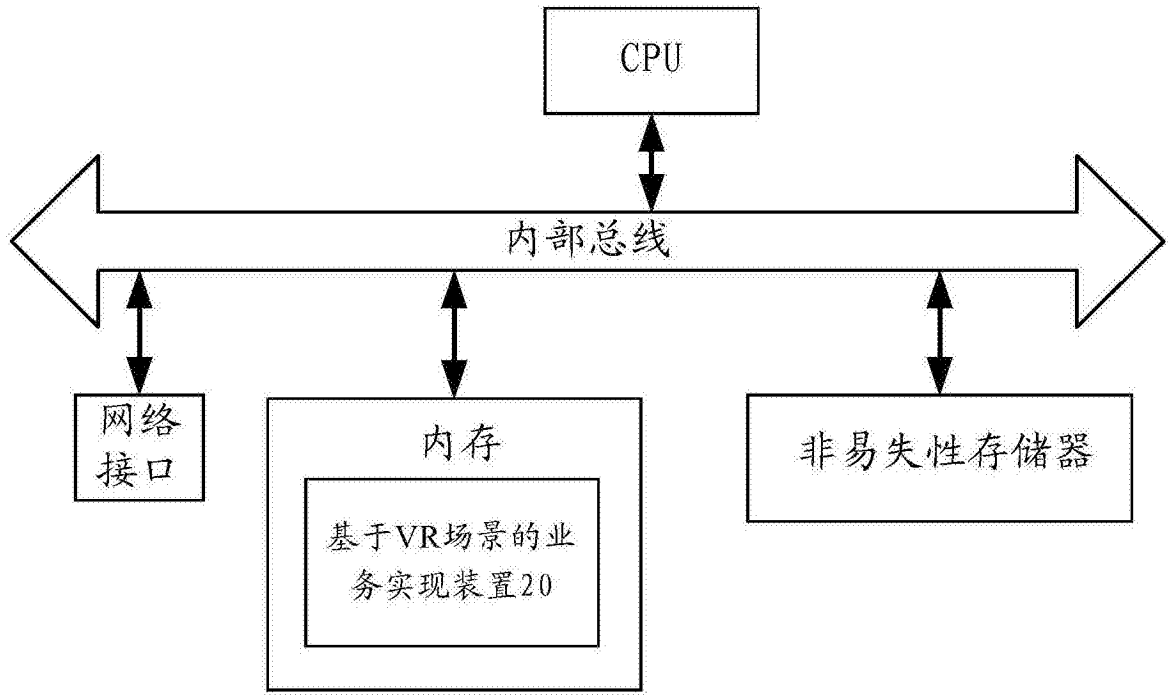 CPU
内部总线
网络
接口
内存
基于VR场景的业
务实现装置20
非易失性存储器